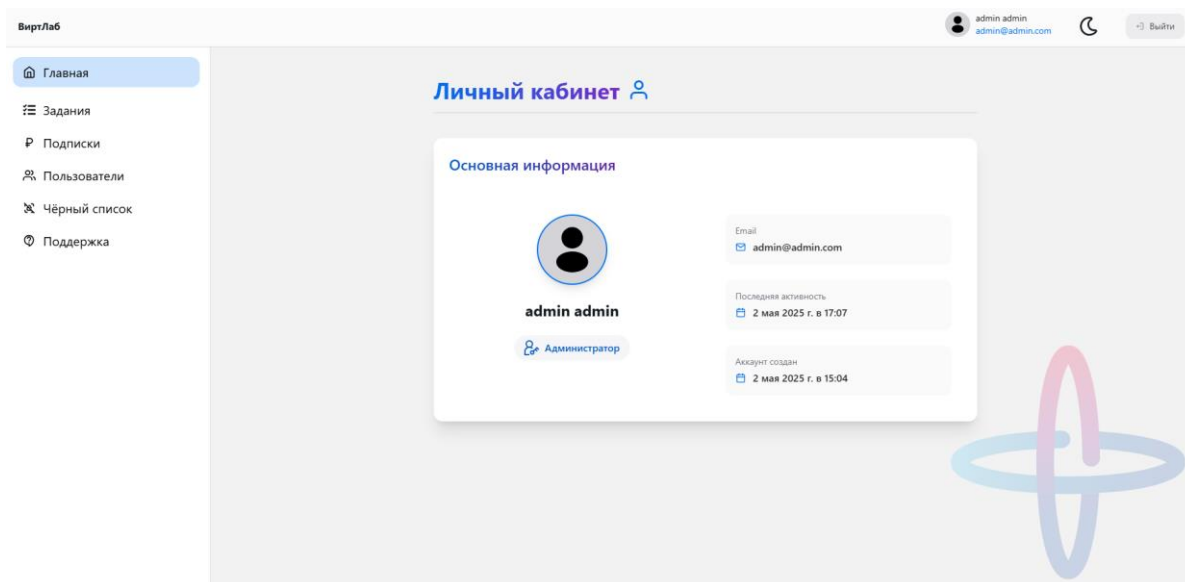 ВиртЛаб
admin admin
admin@admin.com
Выйти
Главная
Задания
Подписки
Пользователи
Чёрный список
Поддержка
Личный кабинет
Основная информация
admin admin
Администратор
Email
admin@admin.com
Последняя активность
2 мая 2025 г. в 17:07
Аккаунт создан
2 мая 2025 г. в 15:04